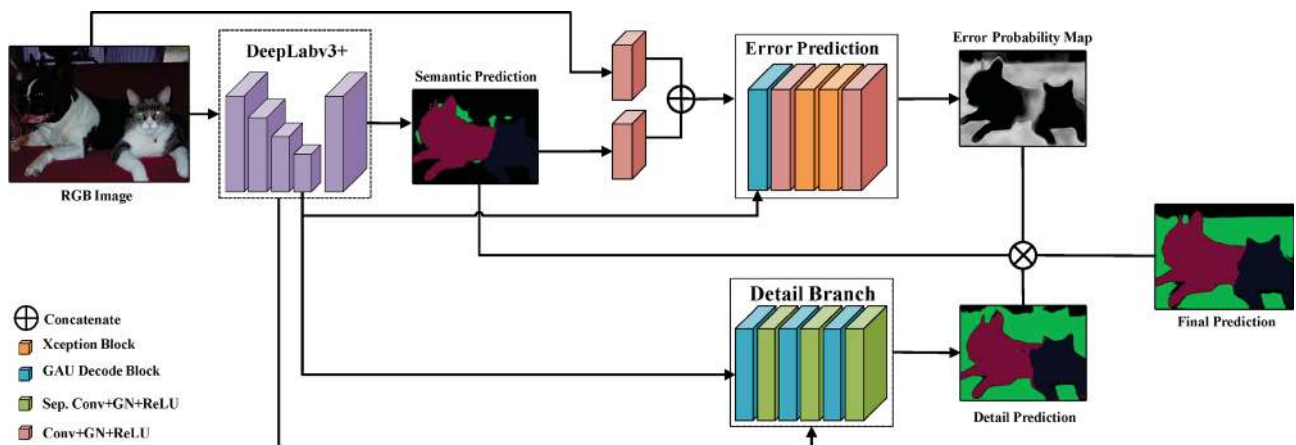 DeepLabv3+
Semantic Prediction
Error Prediction
Error Probability Map
RGB Image
Detail Branch
Final Prediction
Detail Prediction
Concatenate
Xception Block
GAU Decode Block
Sep. Conv+GN+ReLU
Conv+GN+ReLU